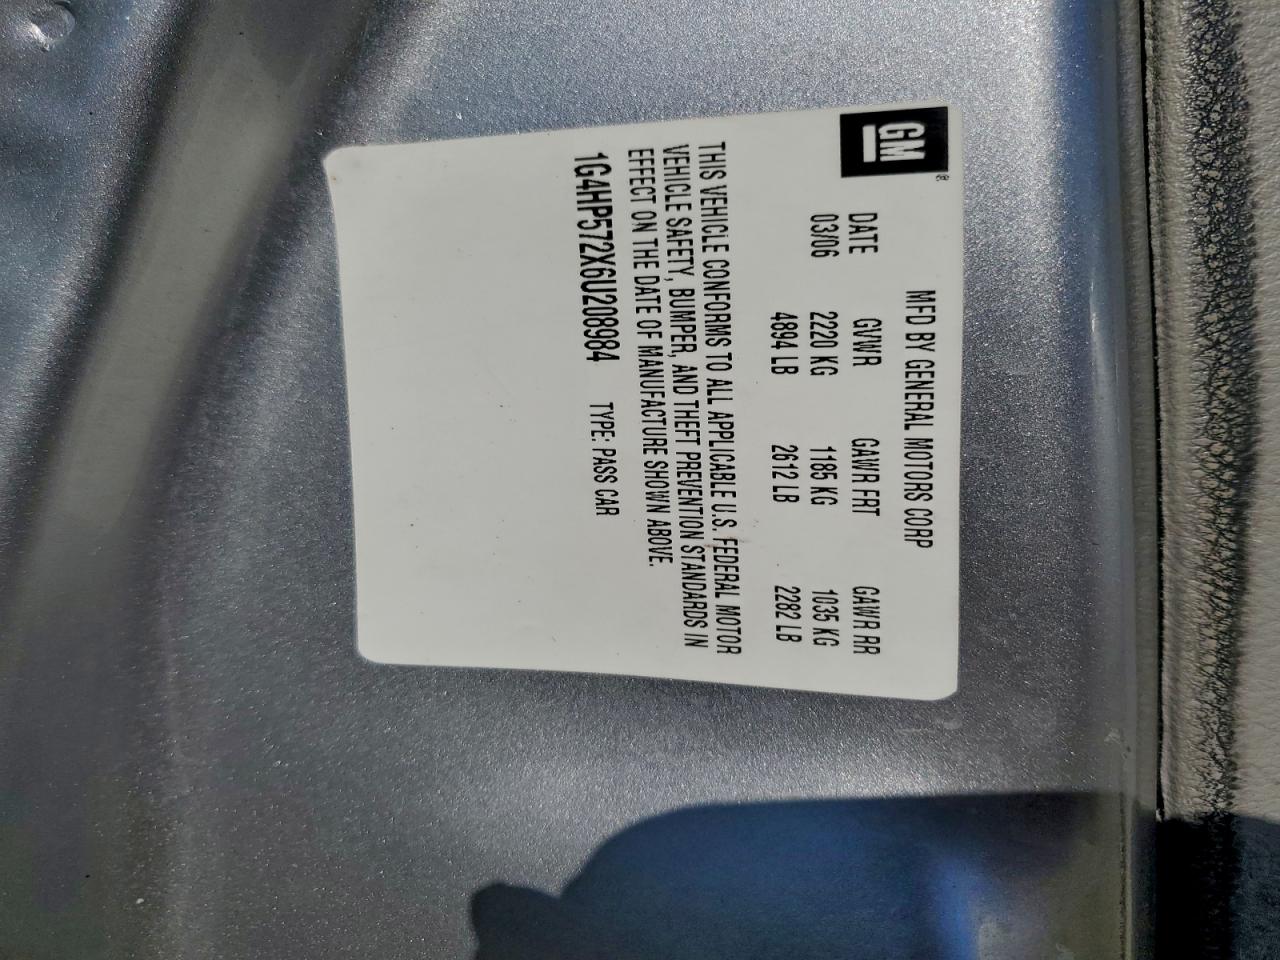 GM ®
MFD BY GENERAL MOTORS CORP
DATE GVWR GAWR FRT GAWR RR
03/06 2220 KG 1185 KG 1035 KG
4894 LB 2612 LB 2282 LB
THIS VEHICLE CONFORMS TO ALL APPLICABLE U.S. FEDERAL MOTOR
VEHICLE SAFETY, BUMPER, AND THEFT PREVENTION STANDARDS IN
EFFECT ON THE DATE OF MANUFACTURE SHOWN ABOVE.
1G4HP572X6U208984 TYPE: PASS CAR